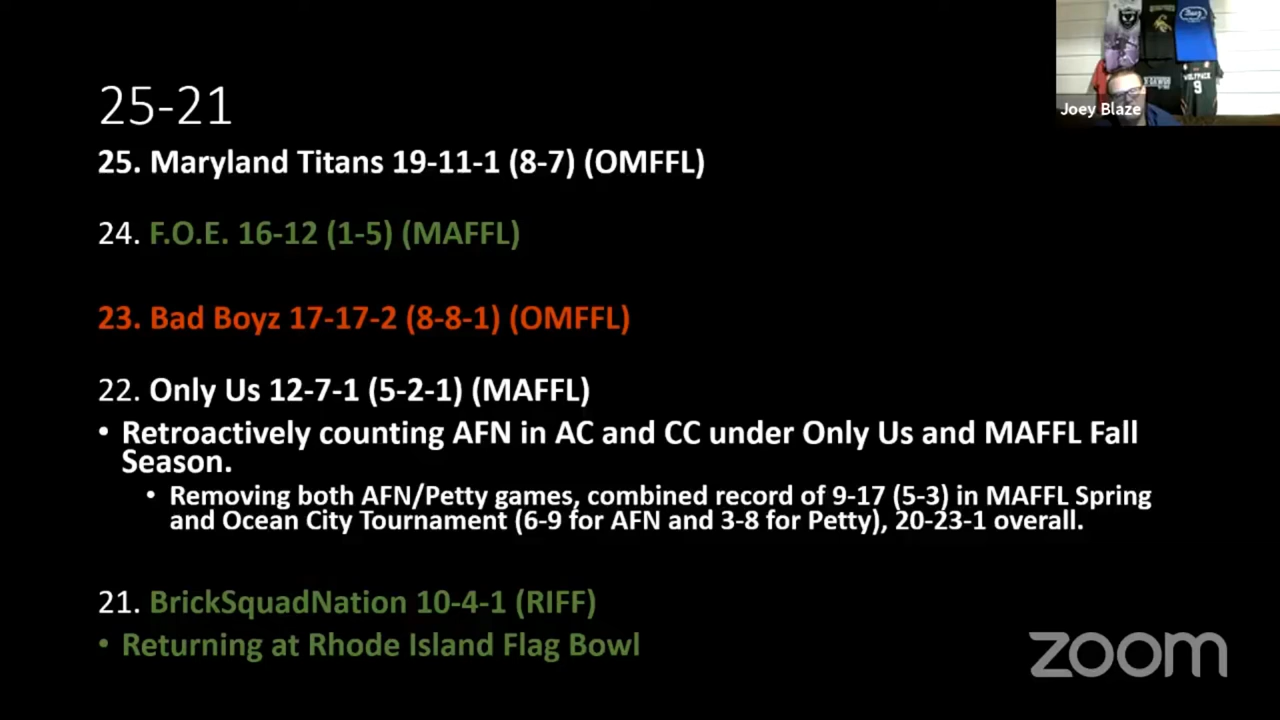 25-21
25. Maryland Titans 19-11-1 (8-7) (OMFFL)
24. F.O.E. 16-12 (1-5) (MAFFL)
23. Bad Boyz 17-17-2 (8-8-1) (OMFFL)
22. Only Us 12-7-1 (5-2-1) (MAFFL)
• Retroactively counting AFN in AC and CC under Only Us and MAFFL Fall
Season.
• Removing both AFN/Petty games, combined record of 9-17 (5-3) in MAFFL Spring
and Ocean City Tournament (6-9 for AFN and 3-8 for Petty), 20-23-1 overall.
21. BrickSquadNation 10-4-1 (RIFF)
• Returning at Rhode Island Flag Bowl
Joey Blaze
9
zoom